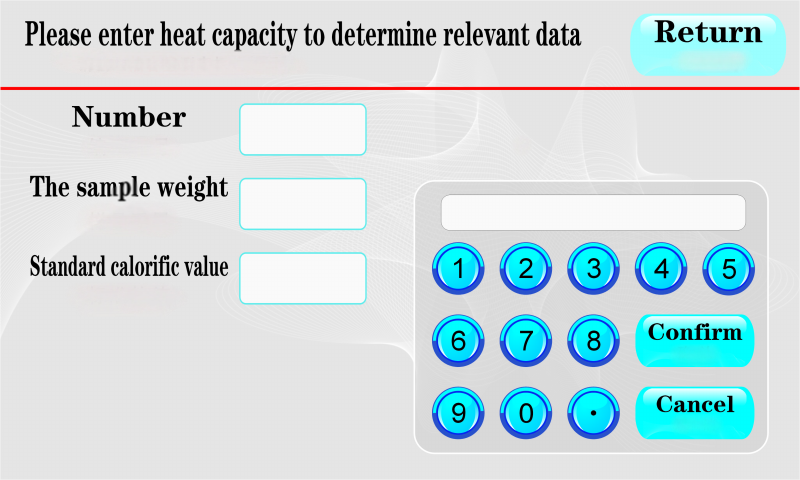 Please enter heat capacity to determine relevant data
Return
Number
The sample weight
Standard calorific value
1 2 3 4 5
6 7 8 Confirm
9 0 . Cancel